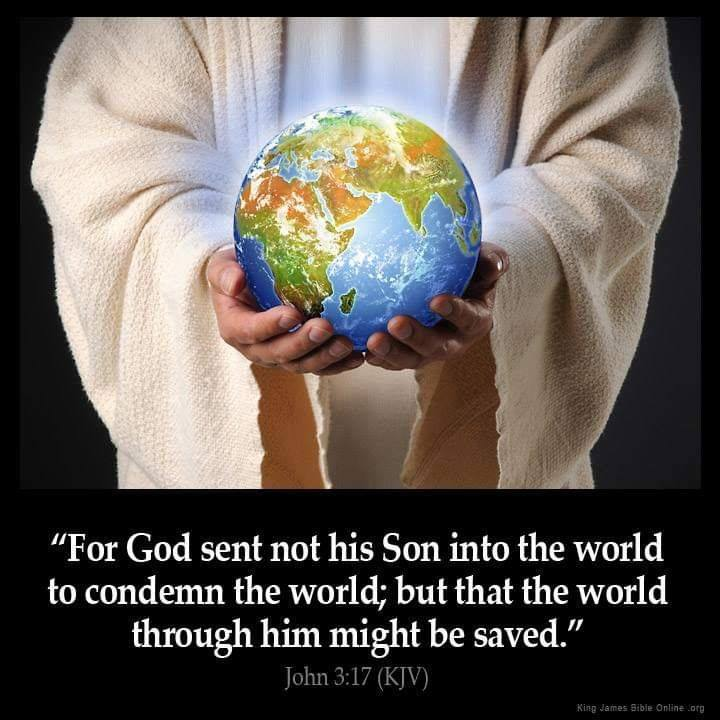 “For God sent not his Son into the world
to condemn the world; but that the world
through him might be saved.”
John 3:17 (KJV)
King James Bible Online .org